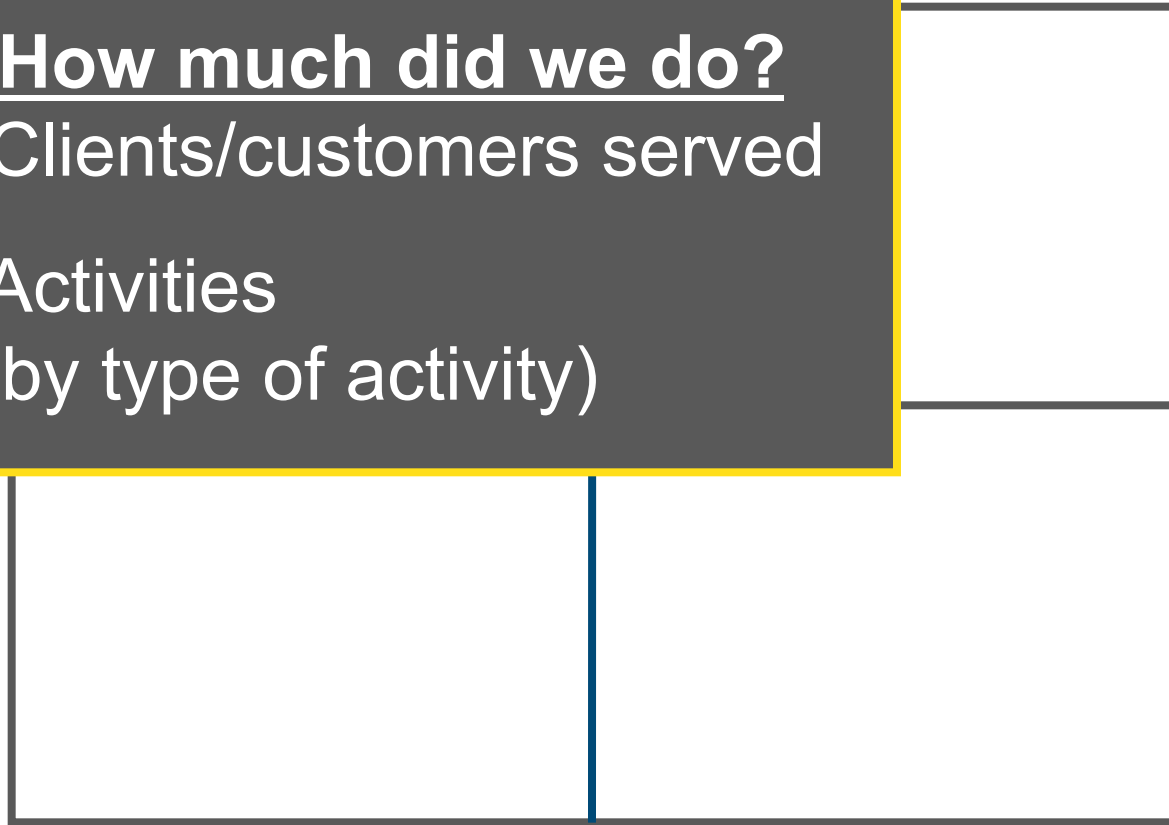 How much did we do?
Clients/customers served
Activities
by type of activity)